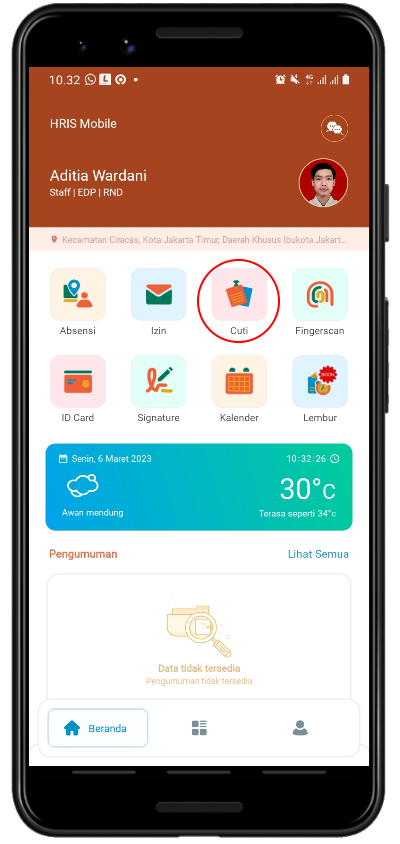 10.32
4G
HRIS Mobile
Aditia Wardani
Staff | EDP | RND
Kecamatan Ciracas, Kota Jakarta Timur, Daerah Khusus Ibukota Jakart...
Absensi
Izin
Cuti
Fingerscan
SOON
ID Card
Signature
Kalender
Lembur
Senin, 6 Maret 2023
10:32:26
30°C
Awan mendung
Terasa seperti 34°c
Pengumuman
Lihat Semua
Data tidak tersedia
Pengumuman tidak tersedia
Beranda